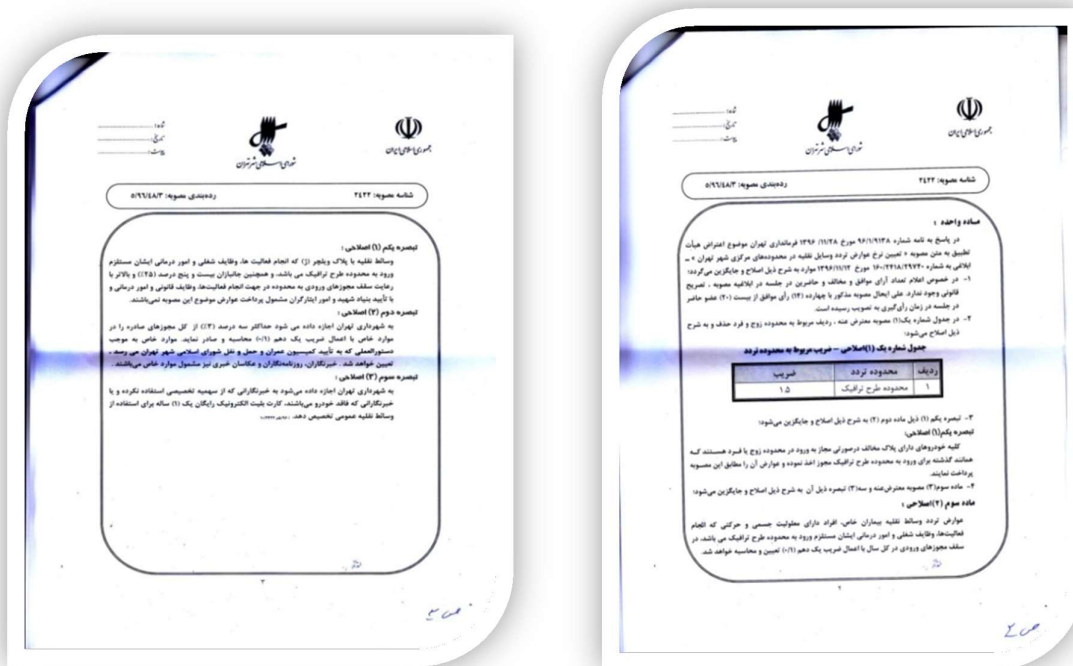 جمهوری اسلامی ایران
شورای اسلامی شهر تهران
شماره :
تاریخ :
پیوست :
شناسه مصوبه: ۲۴۲۲
رده‌بندی مصوبه: ۵/۹۶/۴۸/۳
ماده واحده :
در پاسخ به نامه شماره ۹۶/۱/۹۱۳۸ مورخ ۱۳۹۶/۱۱/۲۸ فرمانداری تهران موضوع اعتراض هیأت
تطبیق به متن مصوبه « تعیین نرخ عوارض تردد وسایل نقلیه در محدوده‌های مرکزی شهر تهران » –
ابلاغی به شماره ۱۶۰/۲۴۱۸/۲۹۷۴۰ مورخ ۱۳۹۶/۱۱/۱۲ موارد به شرح ذیل اصلاح و جایگزین می‌گردد:
۱- در خصوص اعلام تعداد آرای موافق و مخالف و حاضرین در جلسه در ابلاغیه مصوبه ، تصریح
قانونی وجود ندارد. علی ایحال مصوبه مذکور با چهارده (۱۴) رأی موافق از بیست (۲۰) عضو حاضر
در جلسه در زمان رأی‌گیری به تصویب رسیده است.
۲- در جدول شماره یک(۱) مصوبه معترض عنه ، ردیف مربوط به محدوده زوج و فرد حذف و به شرح
ذیل اصلاح می‌شود:
جدول شماره یک (۱)اصلاحی – ضریب مربوط به محدوده تردد
ردیف محدوده تردد ضریب
۱ محدوده طرح ترافیک ۱.۵
۳- تبصره یکم (۱) ذیل ماده دوم (۲) به شرح ذیل اصلاح و جایگزین می‌شود:
تبصره یکم(۱) اصلاحی:
کلیه خودروهای دارای پلاک مخالف درصورتی مجاز به ورود در محدوده زوج یا فرد هستند که
همانند گذشته برای ورود به محدوده طرح ترافیک مجوز اخذ نموده و عوارض آن را مطابق این مصوبه
پرداخت نمایند.
۴- ماده سوم(۳) مصوبه معترض‌عنه و سه(۳) تبصره ذیل آن به شرح ذیل اصلاح و جایگزین می‌شود:
ماده سوم (۳)اصلاحی :
عوارض تردد وسائط نقلیه بیماران خاص، افراد دارای معلولیت جسمی و حرکتی که انجام
فعالیت‌ها، وظایف شغلی و امور درمانی ایشان مستلزم ورود به محدوده طرح ترافیک می باشد، در
سقف مجوزهای ورودی در کل سال با اعمال ضریب یک دهم (۰/۱) تعیین و محاسبه خواهد شد.
۲
ص ۲
جمهوری اسلامی ایران
شورای اسلامی شهر تهران
شماره :
تاریخ :
پیوست :
شناسه مصوبه: ۲۴۲۲
رده‌بندی مصوبه: ۵/۹۶/۴۸/۳
تبصره یکم (۱) اصلاحی :
وسائط نقلیه با پلاک ویلچر (ژ) که انجام فعالیت ها، وظایف شغلی و امور درمانی ایشان مستلزم
ورود به محدوده طرح ترافیک می باشد، و همچنین جانبازان بیست و پنج درصد (۲۵٪) و بالاتر با
رعایت سقف مجوزهای ورودی به محدوده در جهت انجام فعالیت‌ها، وظایف قانونی و امور درمانی و
با تأیید بنیاد شهید و امور ایثارگران مشمول پرداخت عوارض موضوع این مصوبه نمی‌باشند.
تبصره دوم (۲) اصلاحی :
به شهرداری تهران اجازه داده می شود حداکثر سه درصد (۳٪) از کل مجوزهای صادره را در
موارد خاص با اعمال ضریب یک دهم (۰/۱) محاسبه و صادر نماید. موارد خاص به موجب
دستورالعملی که به تأیید کمیسیون عمران و حمل و نقل شورای اسلامی شهر تهران می رسد ،
تعیین خواهد شد . خبرنگاران، روزنامه‌نگاران و عکاسان خبری نیز مشمول موارد خاص می‌باشند .
تبصره سوم (۳) اصلاحی :
به شهرداری تهران اجازه داده می‌شود به خبرنگارانی که از سهمیه تخصیصی استفاده نکرده و یا
خبرنگارانی که فاقد خودرو می‌باشند، کارت بلیت الکترونیک رایگان یک (۱) ساله برای استفاده از
وسائط نقلیه عمومی تخصیص دهد.
۳
ص ۳